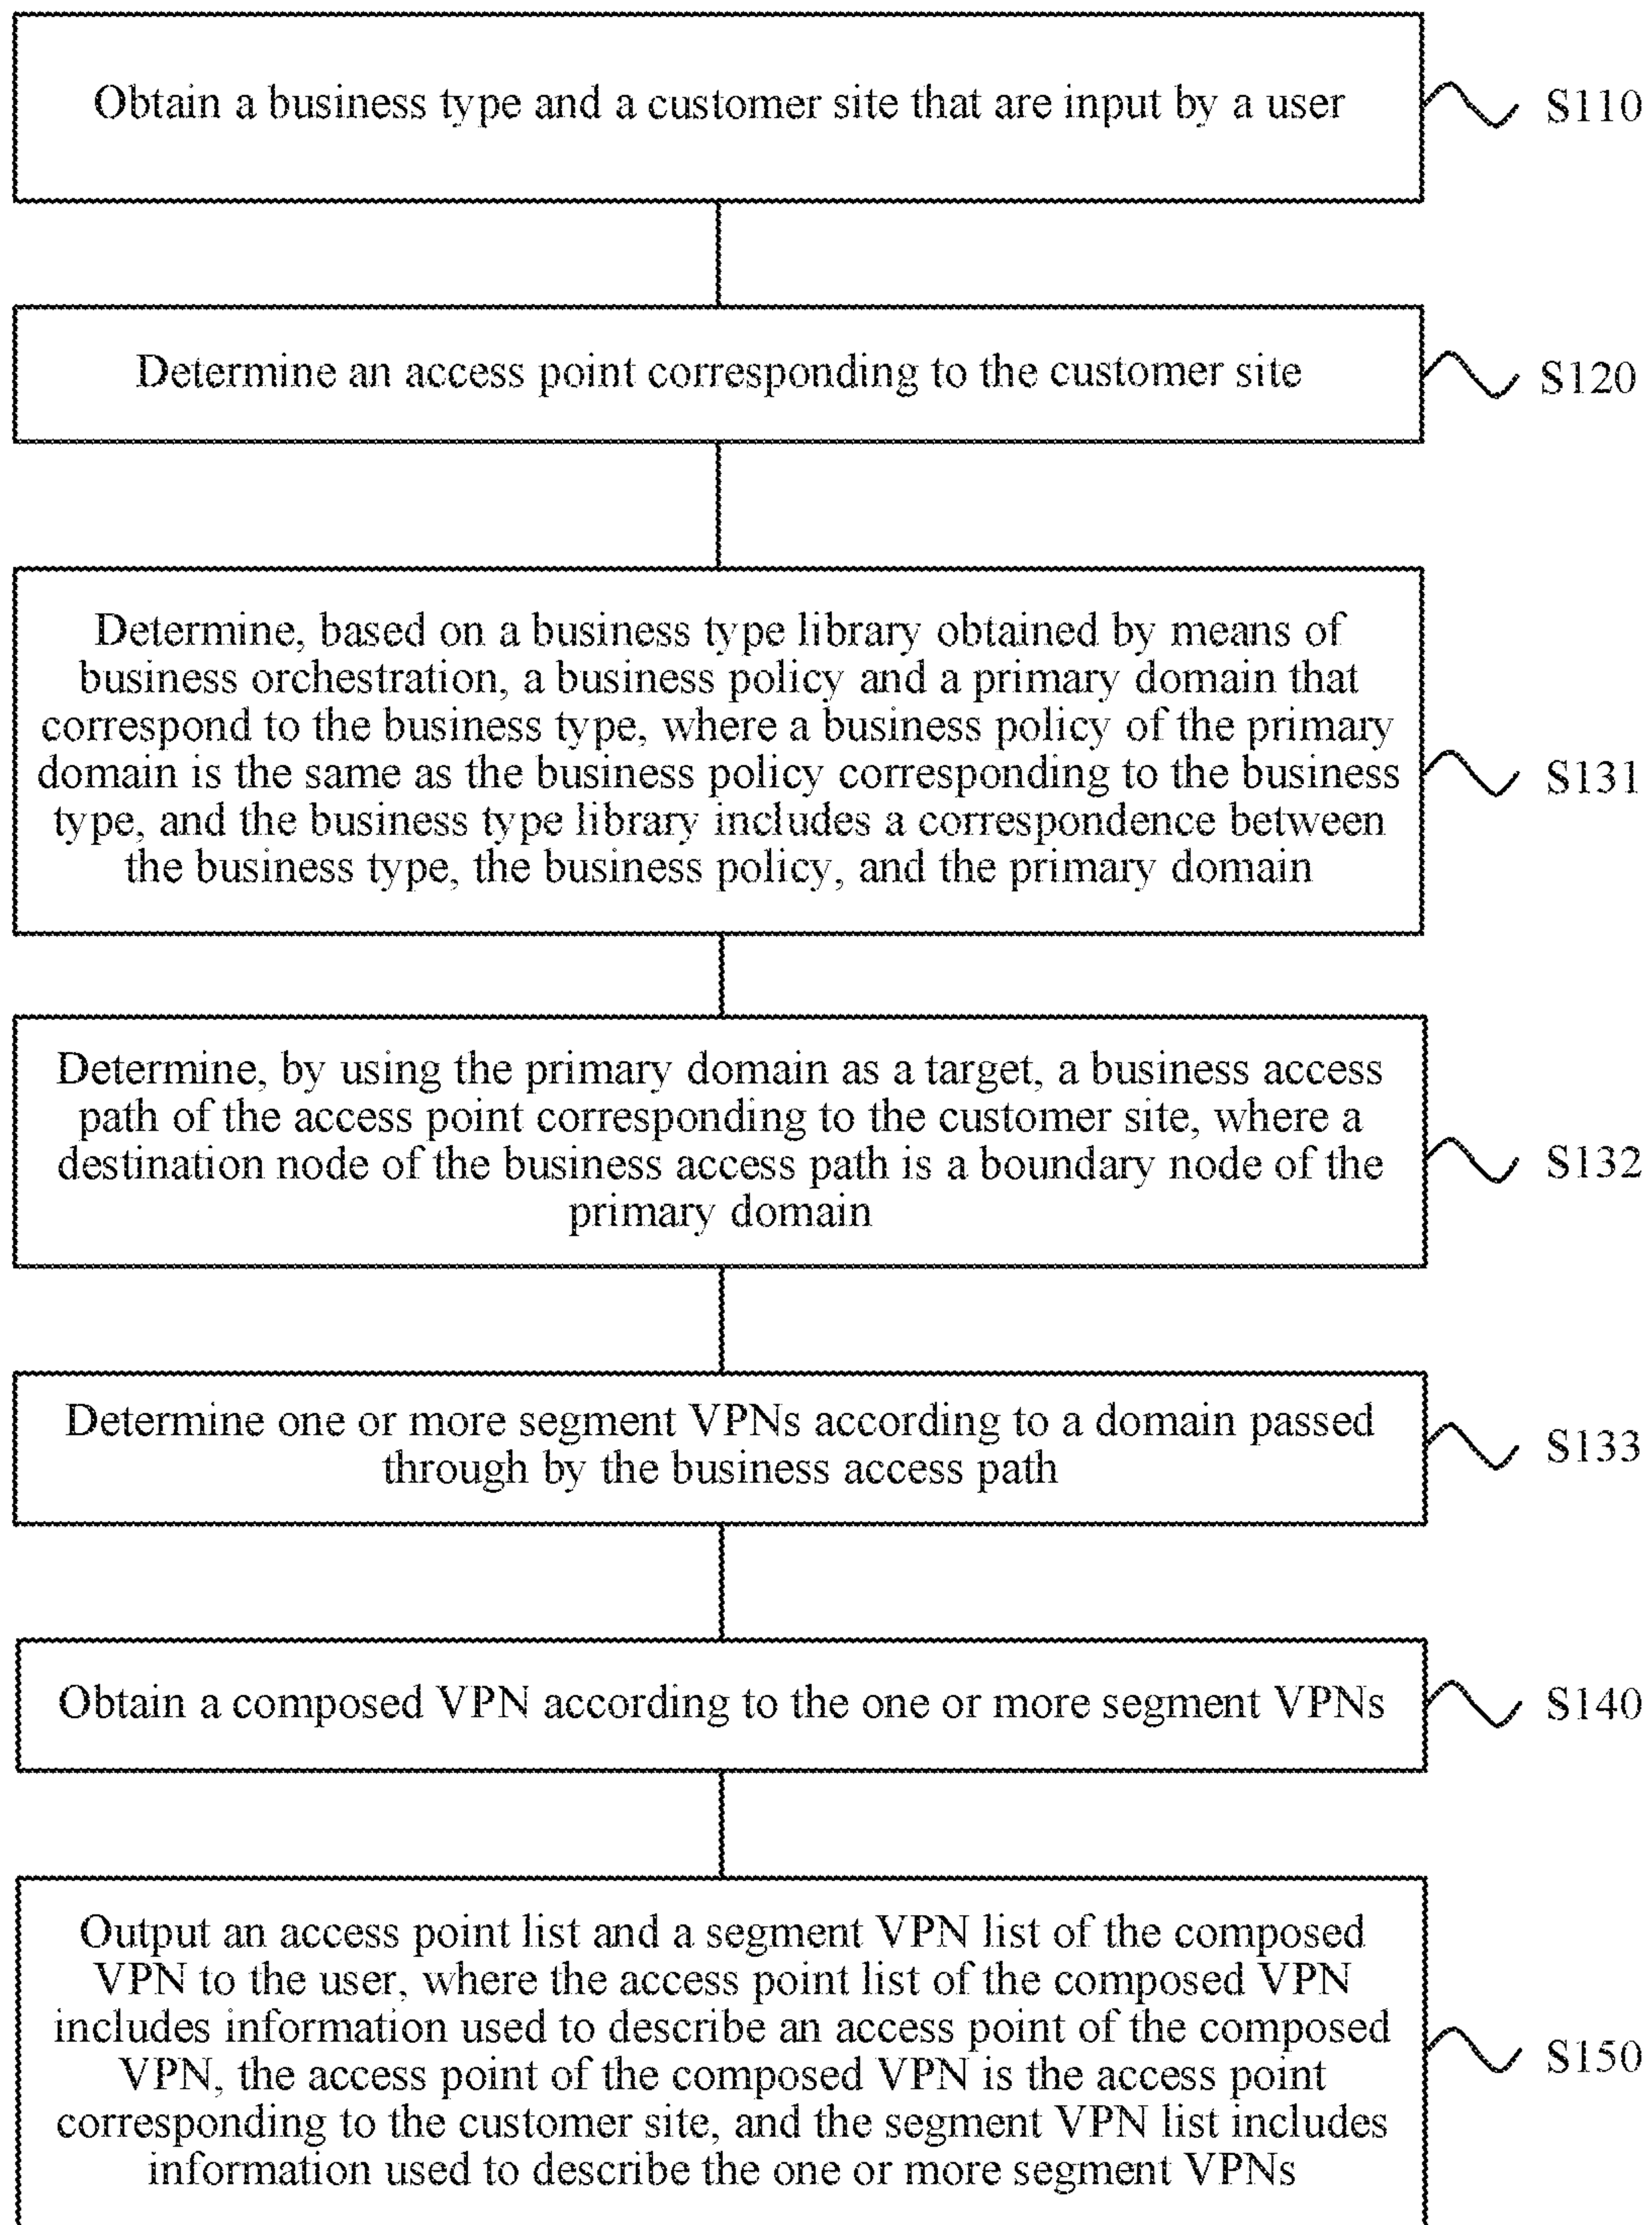 Obtain a business type and a customer site that are input by a user
S110
Determine an access point corresponding to the customer site
S120
Determine, based on a business type library obtained by means of
business orchestration, a business policy and a primary domain that
correspond to the business type, where a business policy of the primary
domain is the same as the business policy corresponding to the business
type, and the business type library includes a correspondence between
the business type, the business policy, and the primary domain
S131
Determine, by using the primary domain as a target, a business access
path of the access point corresponding to the customer site, where a
destination node of the business access path is a boundary node of the
primary domain
S132
Determine one or more segment VPNs according to a domain passed
through by the business access path
S133
Obtain a composed VPN according to the one or more segment VPNs
S140
Output an access point list and a segment VPN list of the composed
VPN to the user, where the access point list of the composed VPN
includes information used to describe an access point of the composed
VPN, the access point of the composed VPN is the access point
corresponding to the customer site, and the segment VPN list includes
information used to describe the one or more segment VPNs
S150